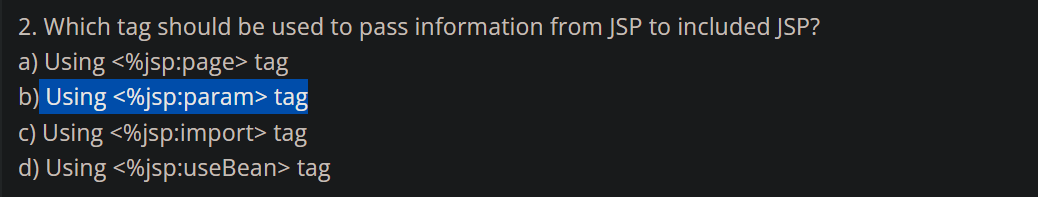 2. Which tag should be used to pass information from JSP to included JSP?
a) Using <%jsp:page> tag
b) Using <%jsp:param> tag
c) Using <%jsp:import> tag
d) Using <%jsp:useBean> tag